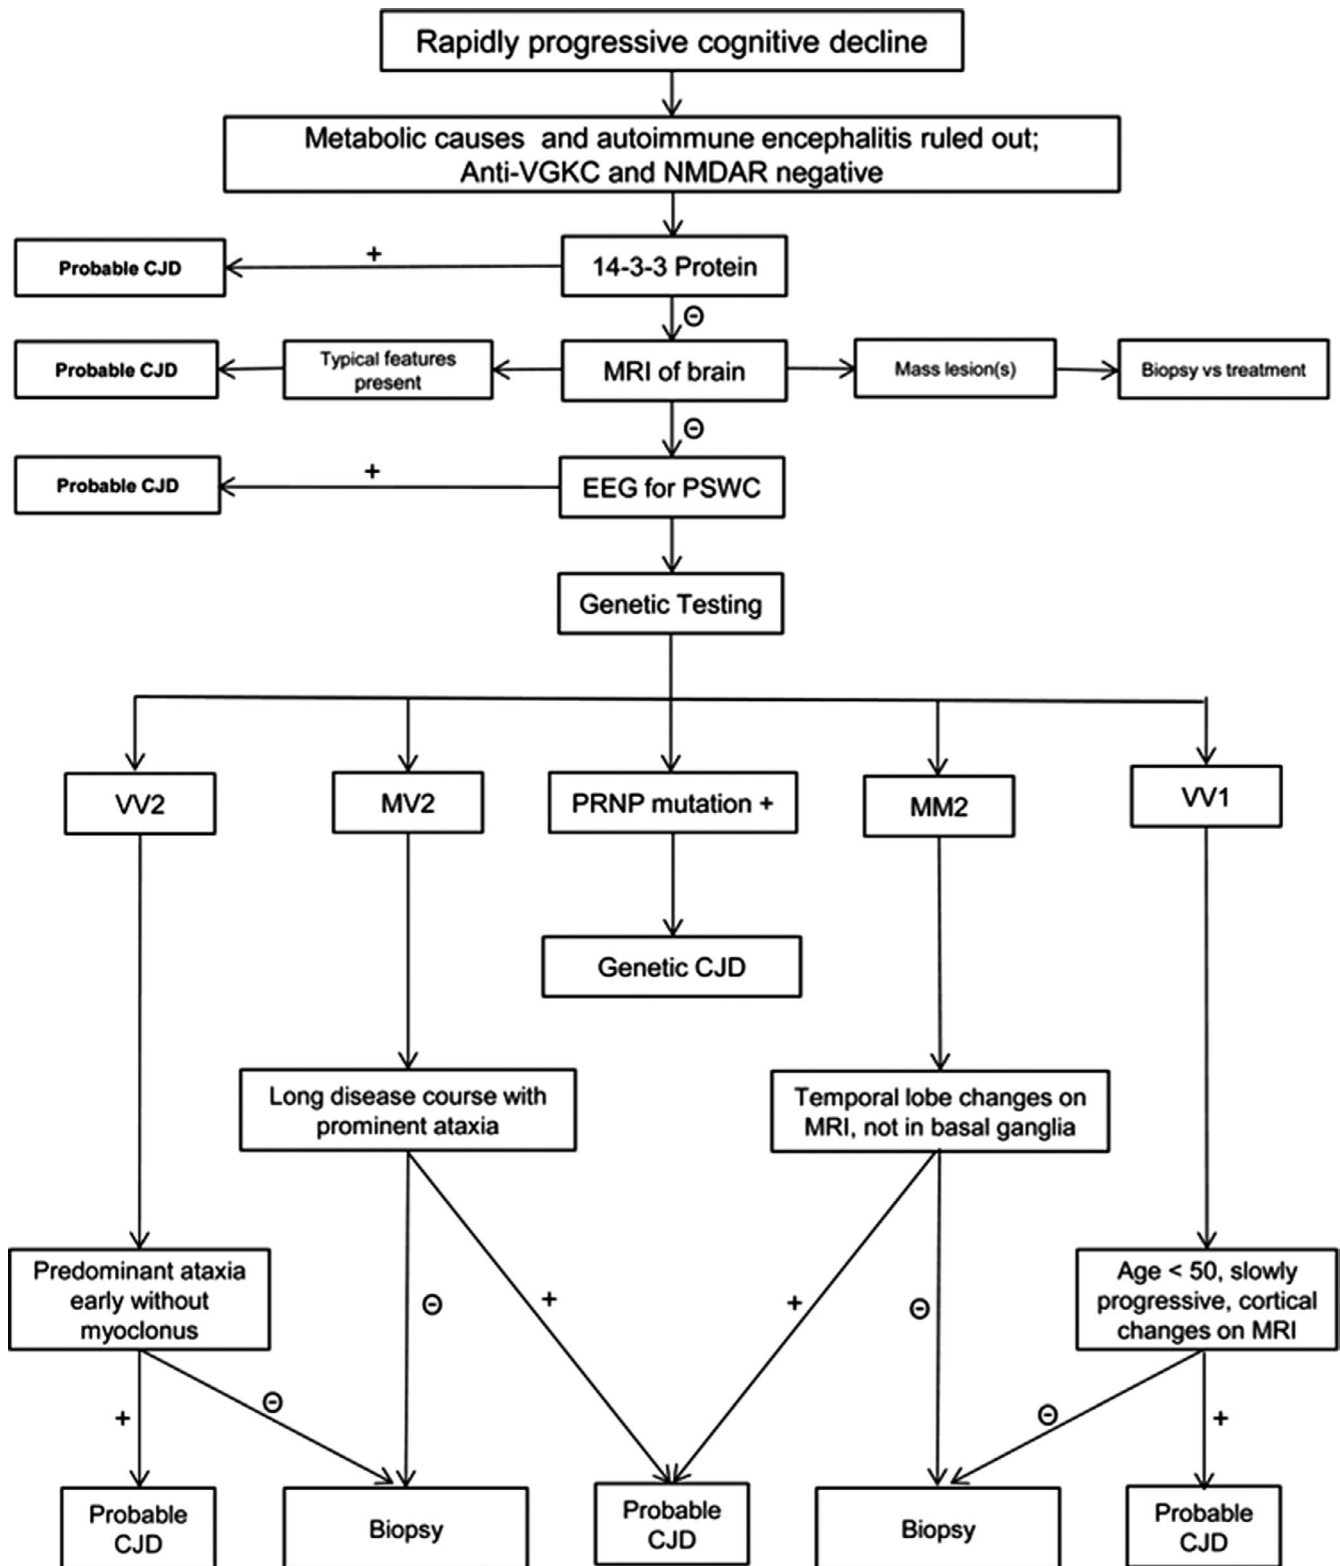 Rapidly progressive cognitive decline
Metabolic causes and autoimmune encephalitis ruled out;
Anti-VGKC and NMDAR negative
Probable CJD
+
14-3-3 Protein
⊖
Probable CJD
Typical features
present
MRI of brain
Mass lesion(s)
Biopsy vs treatment
⊖
Probable CJD
+
EEG for PSWC
Genetic Testing
VV2
MV2
PRNP mutation +
MM2
VV1
Genetic CJD
Long disease course with
prominent ataxia
Temporal lobe changes on
MRI, not in basal ganglia
Predominant ataxia
early without
myoclonus
⊖
+
+
⊖
Age < 50, slowly
progressive, cortical
changes on MRI
+
⊖
⊖
+
Probable
CJD
Biopsy
Probable
CJD
Biopsy
Probable
CJD